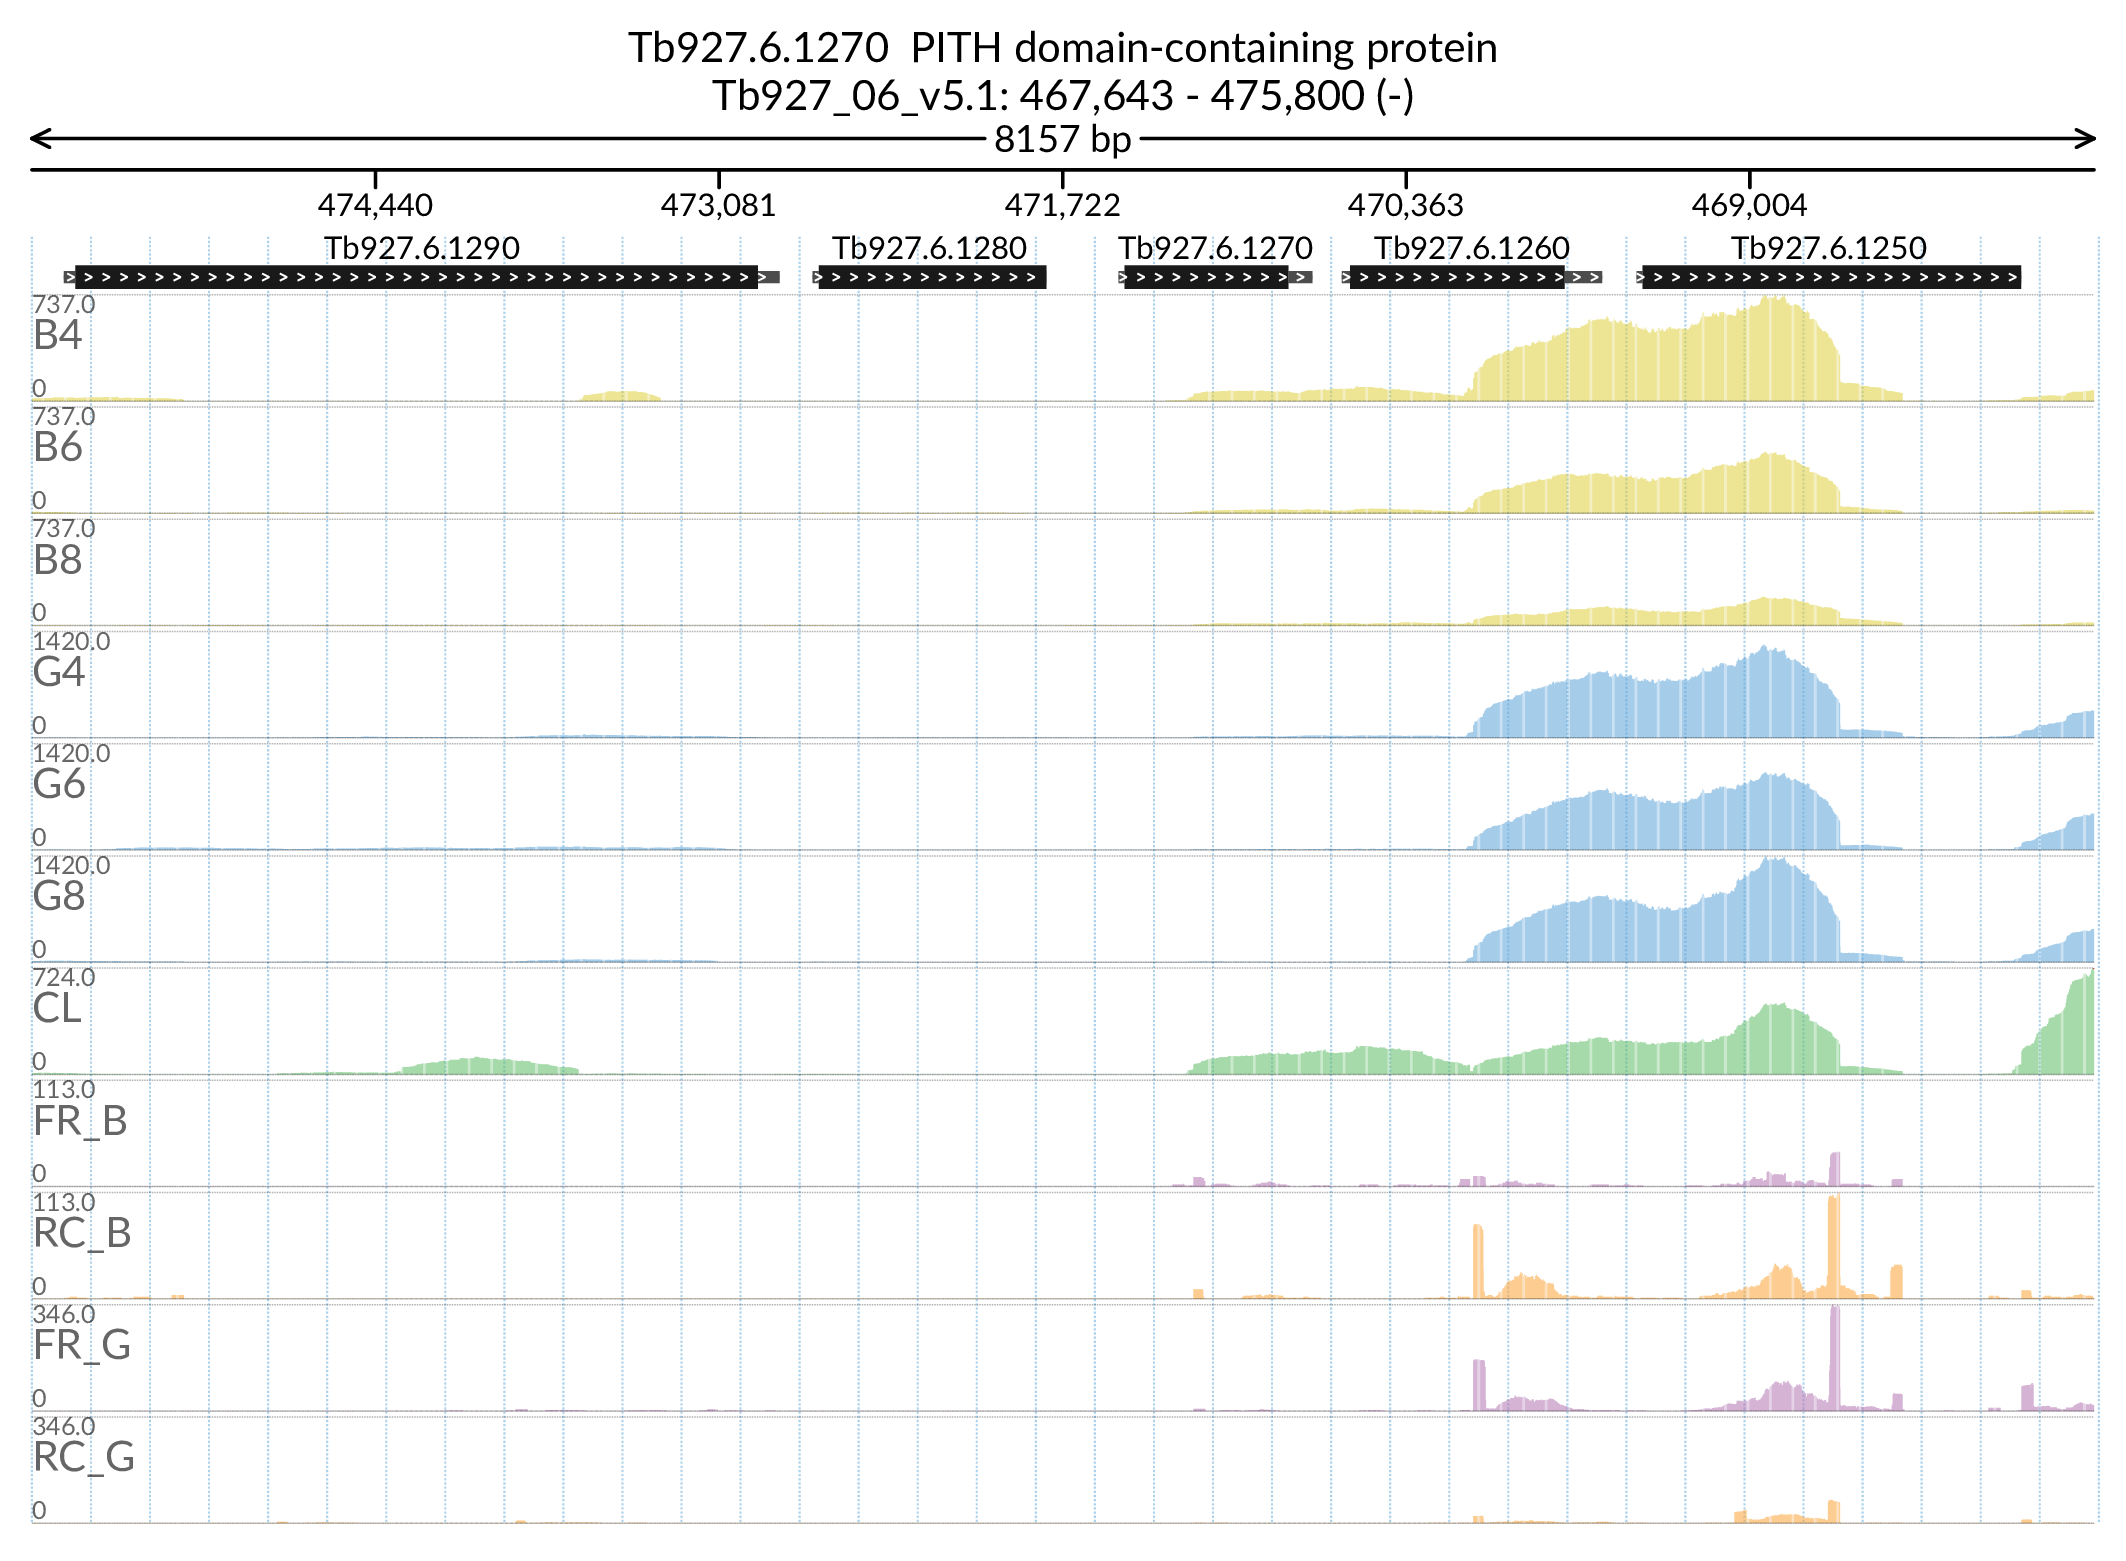 Tb927.6.1270 PITH domain-containing protein
Tb927_06_v5.1: 467,643 - 475,800 (-)
8157 bp
474,440 473,081 471,722 470,363 469,004
Tb927.6.1290 Tb927.6.1280 Tb927.6.1270 Tb927.6.1260 Tb927.6.1250
737.0
B4
0
737.0
B6
0
737.0
B8
0
1420.0
G4
0
1420.0
G6
0
1420.0
G8
0
724.0
CL
0
113.0
FR_B
0
113.0
RC_B
0
346.0
FR_G
0
346.0
RC_G
0